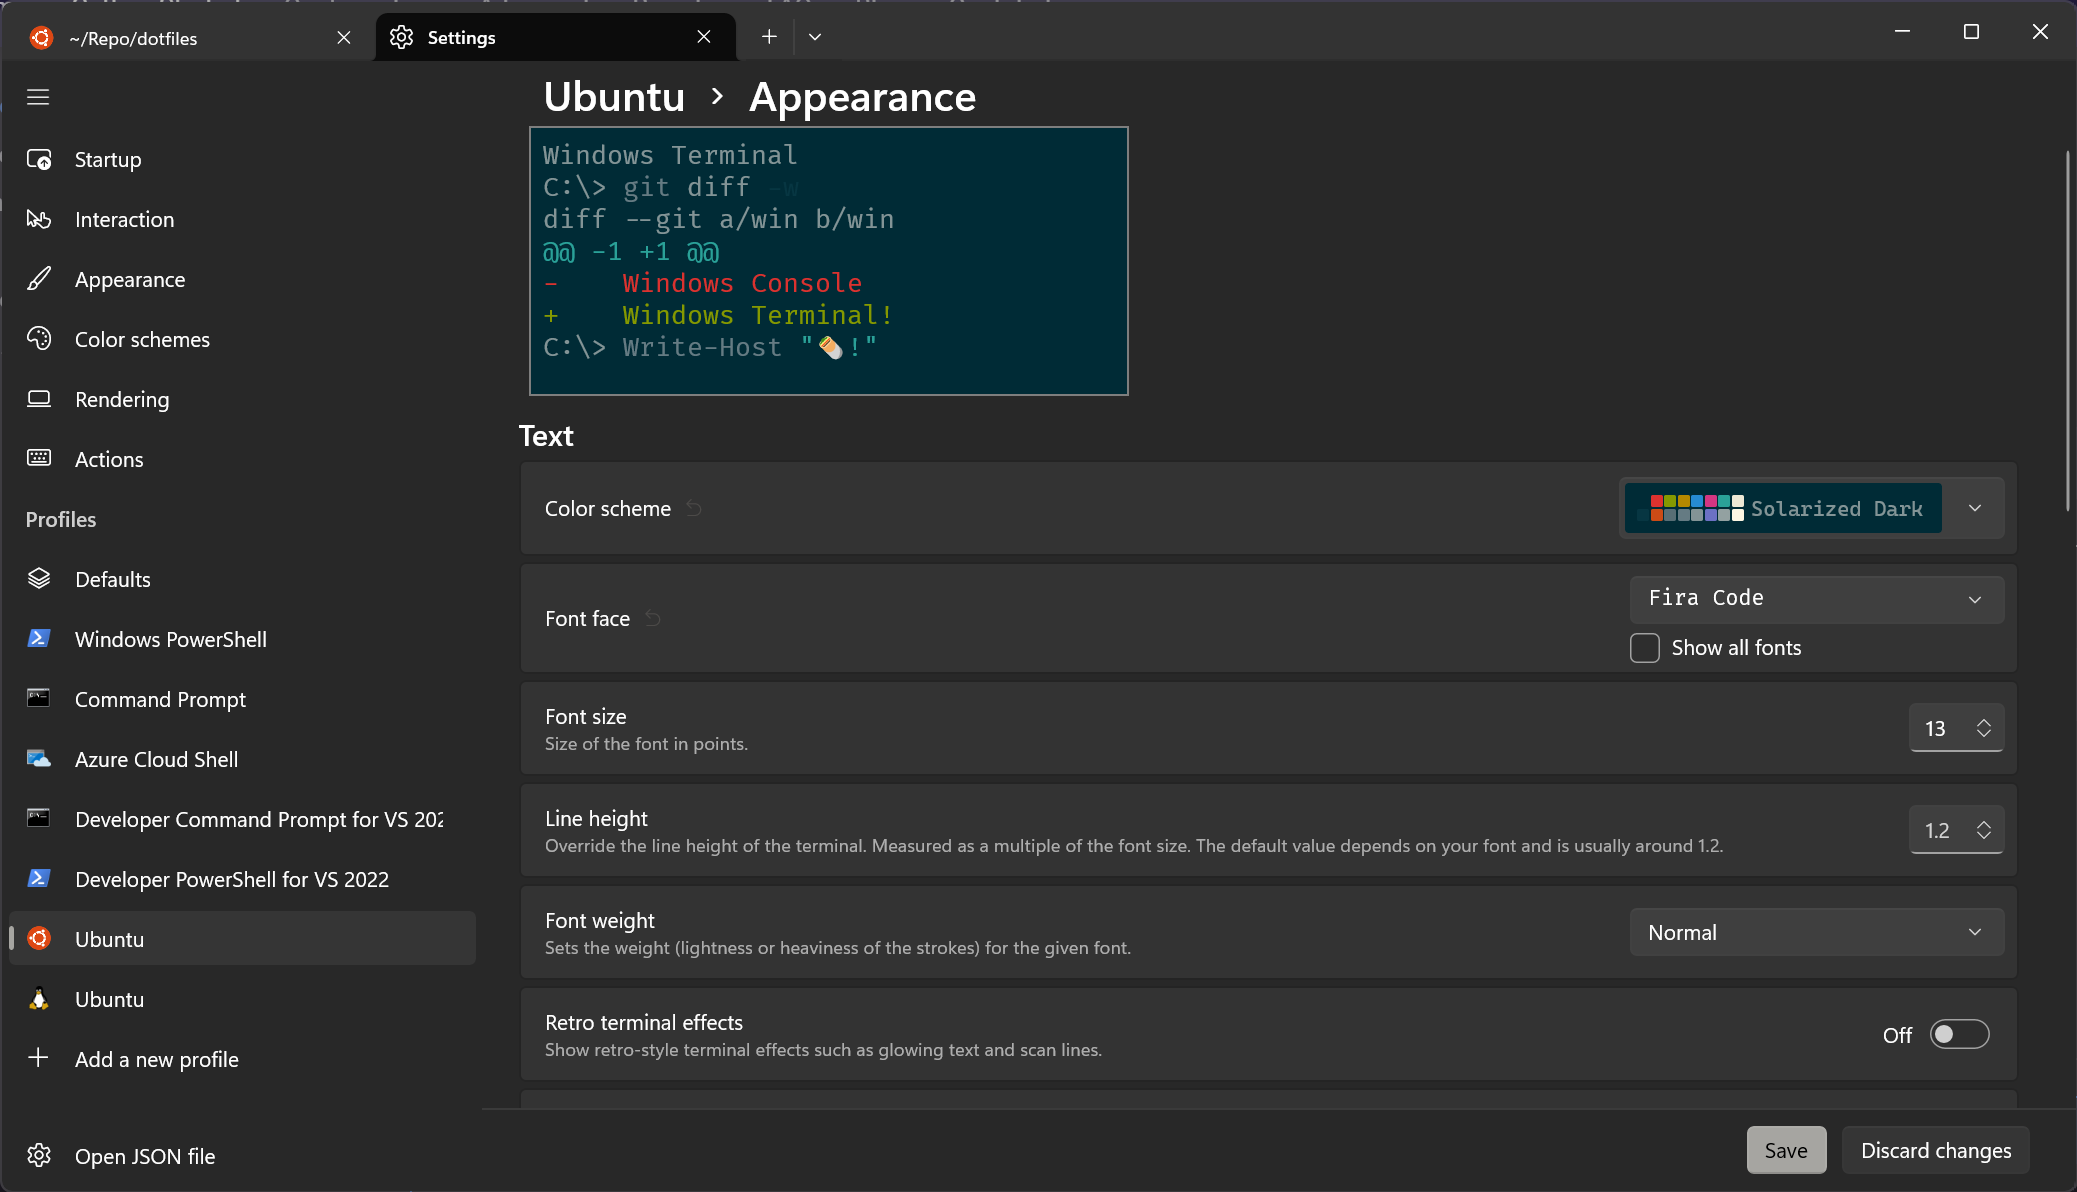 ~/Repo/dotfiles
Settings
Ubuntu > Appearance
Startup
Interaction
Appearance
Color schemes
Rendering
Actions
Profiles
Defaults
Windows PowerShell
Command Prompt
Azure Cloud Shell
Developer Command Prompt for VS 202
Developer PowerShell for VS 2022
Ubuntu
Ubuntu
Add a new profile
Open JSON file
Windows Terminal
C:\> git diff -w
diff --git a/win b/win
@@ -1 +1 @@
-    Windows Console
+    Windows Terminal!
C:\> Write-Host "🌯!"
Text
Color scheme
Solarized Dark
Font face
Fira Code
Show all fonts
Font size
Size of the font in points.
13
Line height
Override the line height of the terminal. Measured as a multiple of the font size. The default value depends on your font and is usually around 1.2.
1.2
Font weight
Sets the weight (lightness or heaviness of the strokes) for the given font.
Normal
Retro terminal effects
Show retro-style terminal effects such as glowing text and scan lines.
Off
Save
Discard changes